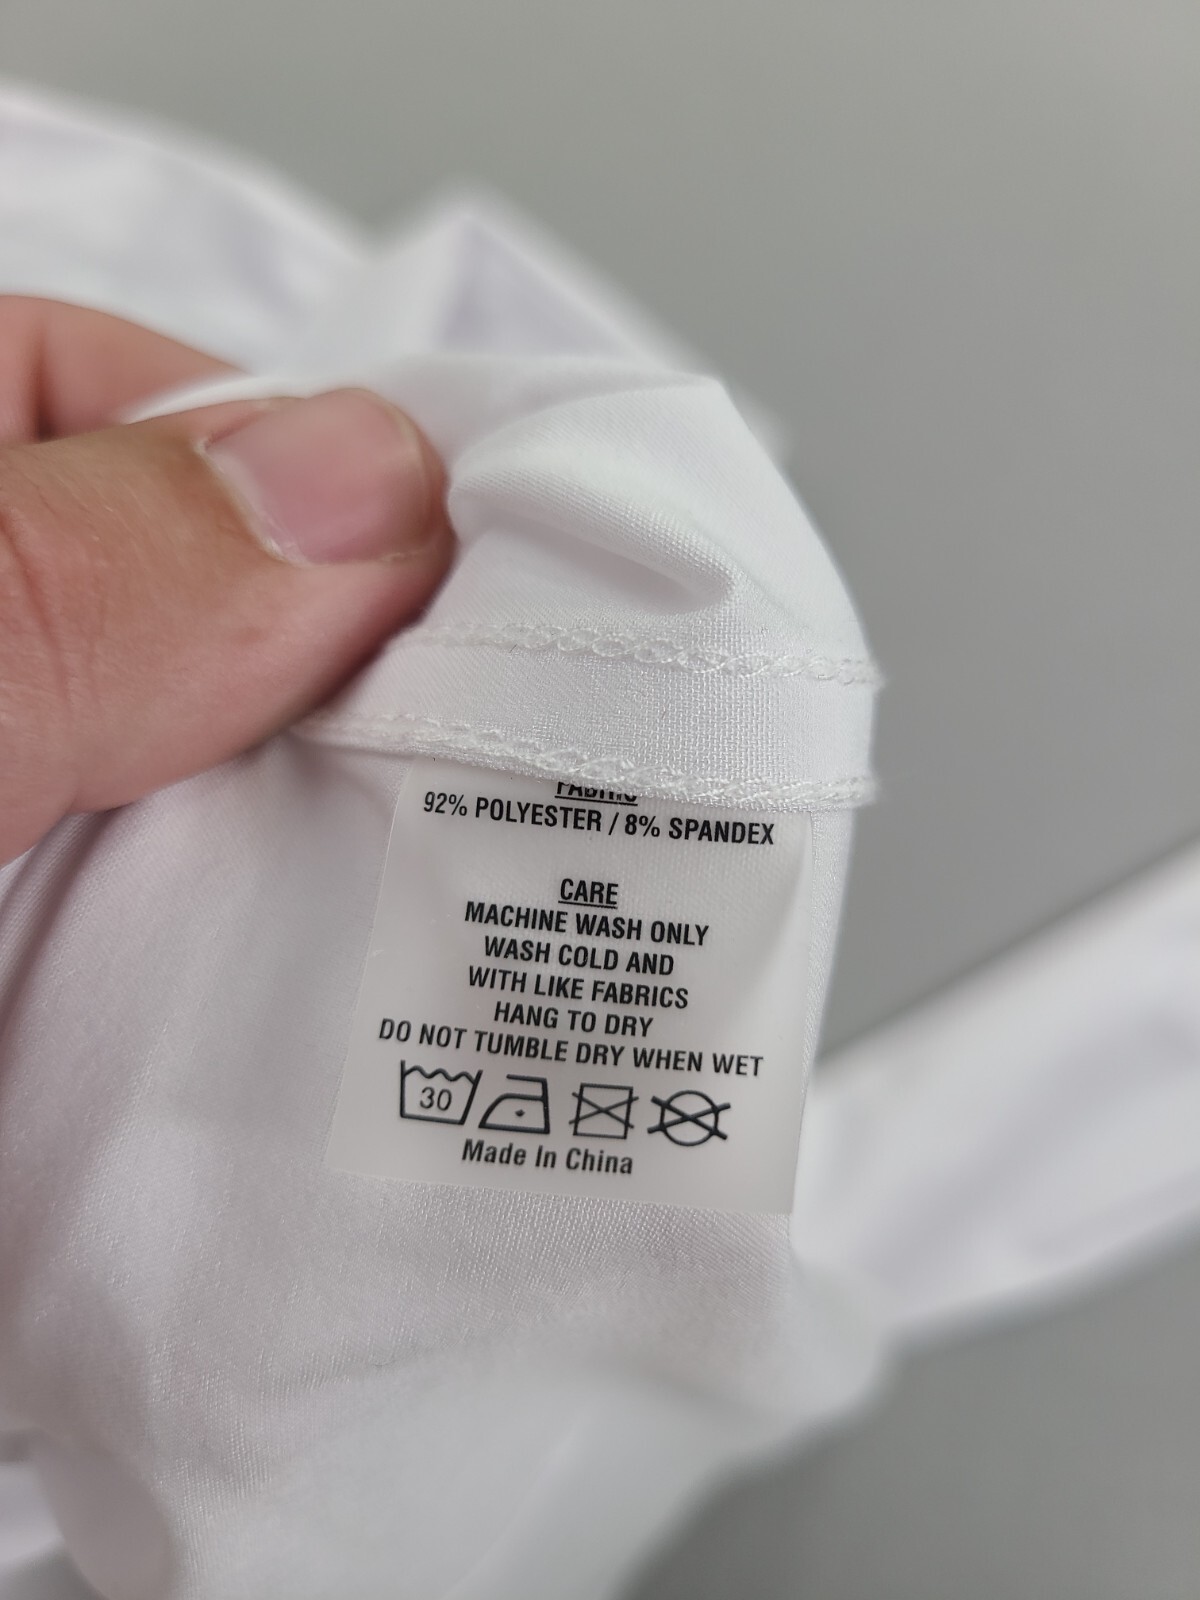 FABRIC
92% POLYESTER / 8% SPANDEX
CARE
MACHINE WASH ONLY
WASH COLD AND
WITH LIKE FABRICS
HANG TO DRY
DO NOT TUMBLE DRY WHEN WET
30
Made In China